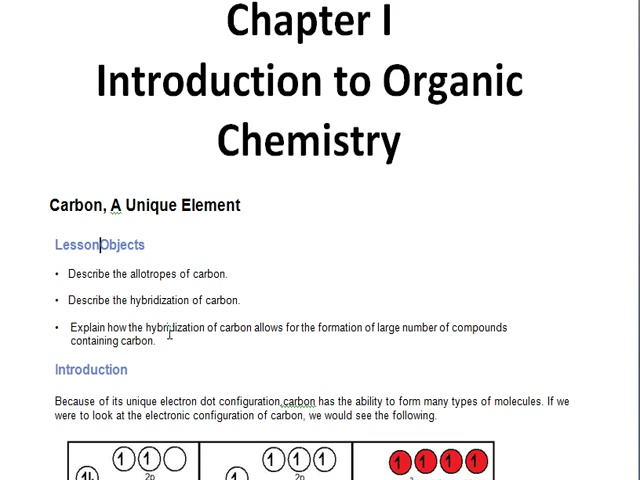 Chapter I
Introduction to Organic
Chemistry
Carbon, A Unique Element
LessonObjects
• Describe the allotropes of carbon.
• Describe the hybridization of carbon.
• Explain how the hybridization of carbon allows for the formation of large number of compounds
containing carbon.
Introduction
Because of its unique electron dot configuration,carbon has the ability to form many types of molecules. If we
were to look at the electronic configuration of carbon, we would see the following.
1 1 1 1 1 1 1 1 1
2p 2p